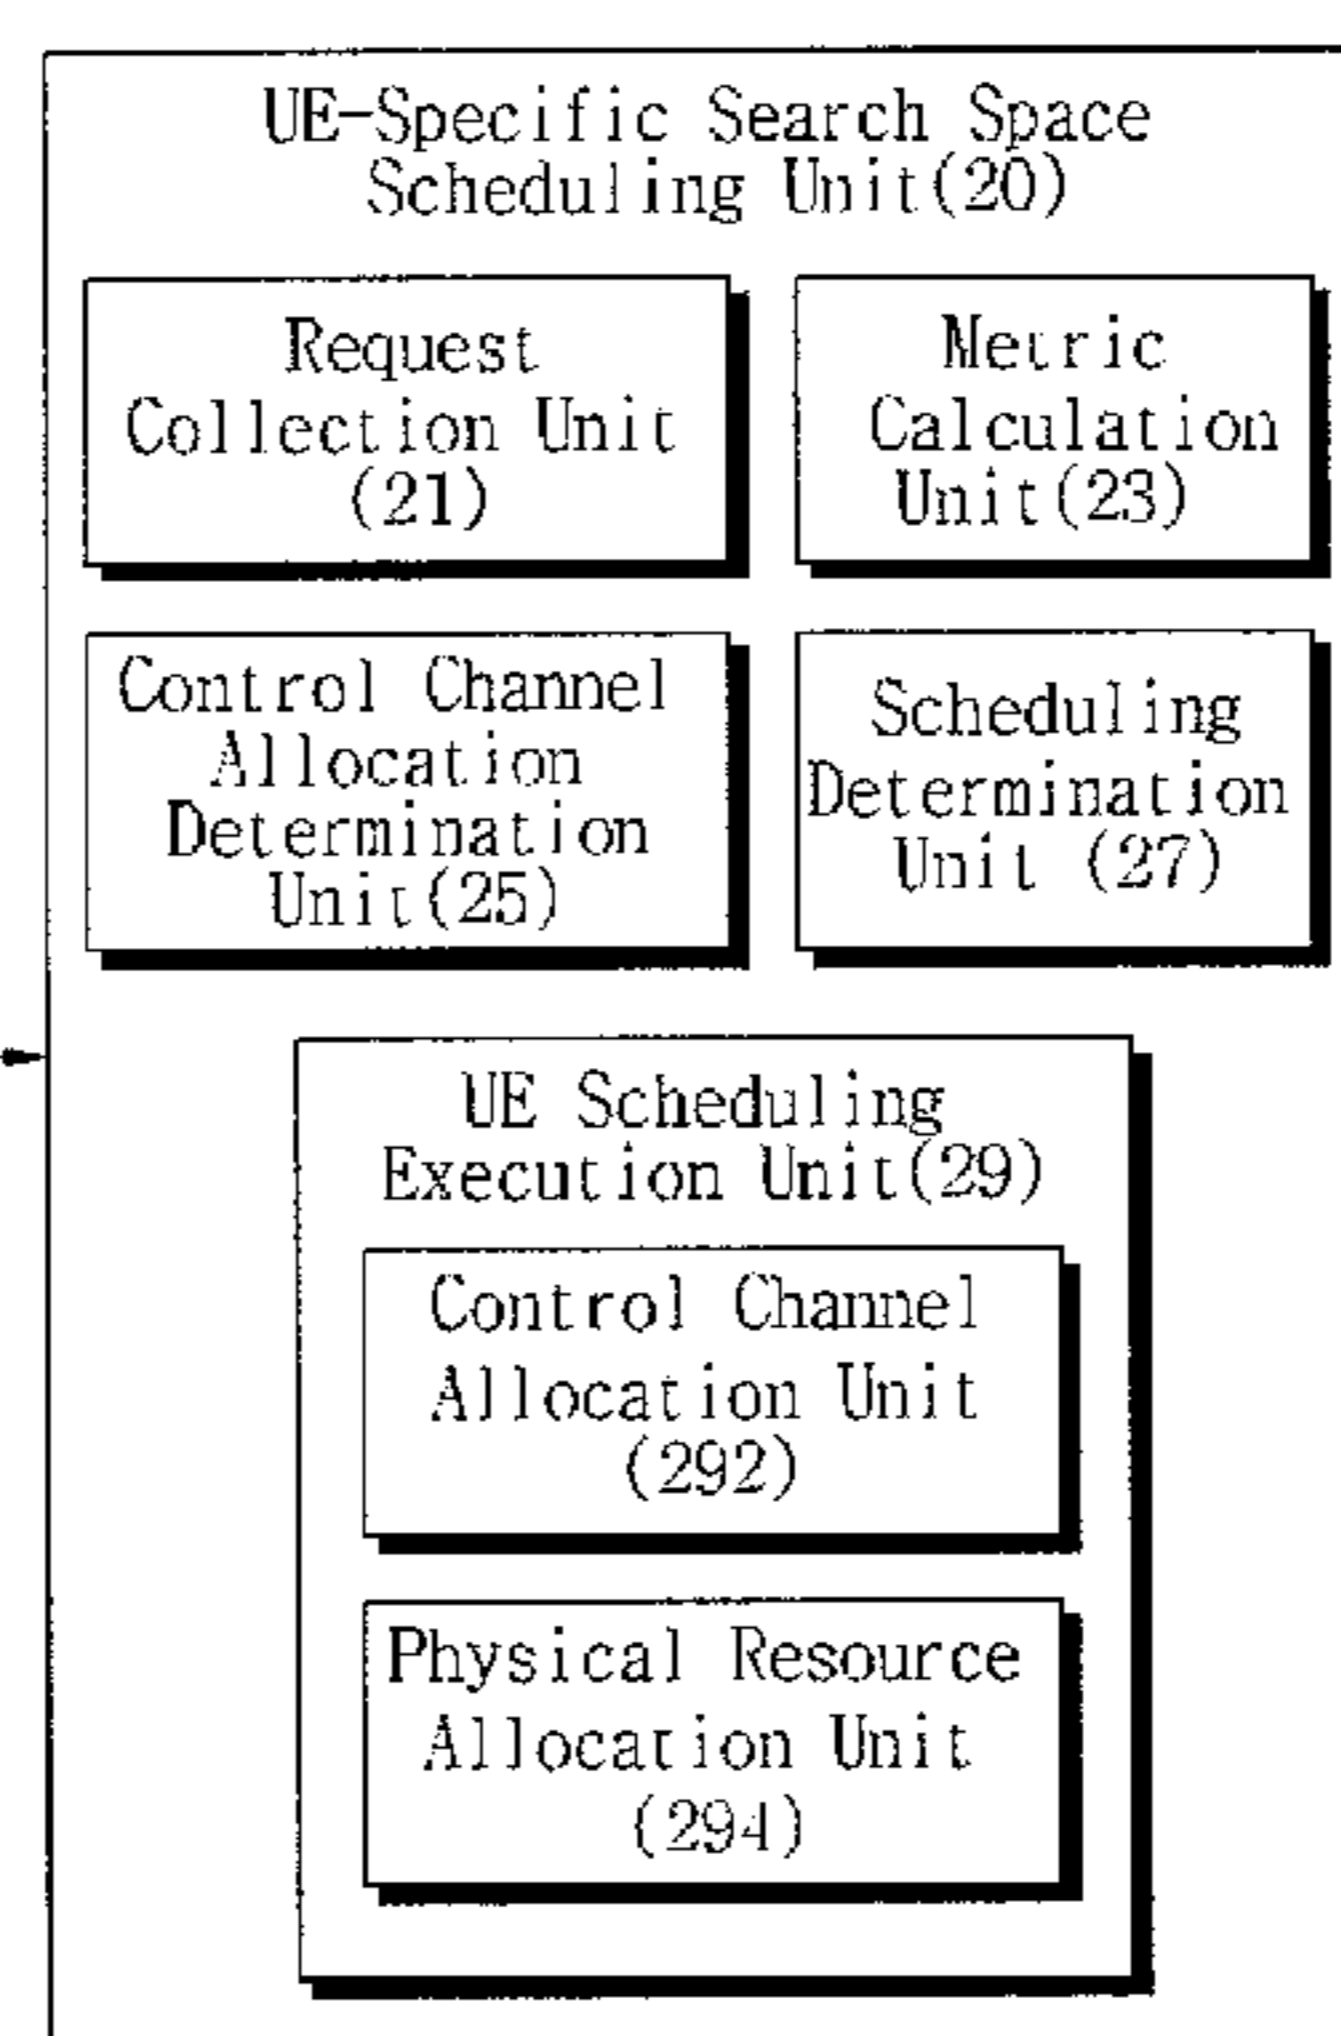 UE-Specific Search Space
Scheduling Unit(20)
Request
Collection Unit
(21)
Metric
Calculation
Unit(23)
Control Channel
Allocation
Determination
Unit(25)
Scheduling
Determination
Unit (27)
UE Scheduling
Execution Unit(29)
Control Channel
Allocation Unit
(292)
Physical Resource
Allocation Unit
(294)